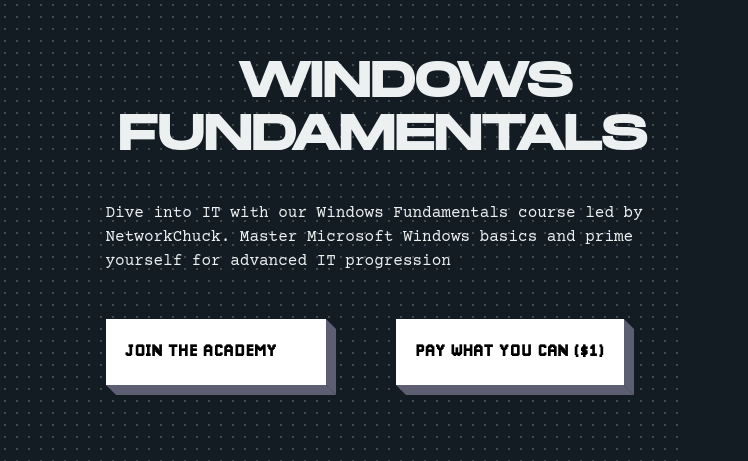 WINDOWS
FUNDAMENTALS
Dive into IT with our Windows Fundamentals course led by
NetworkChuck. Master Microsoft Windows basics and prime
yourself for advanced IT progression
JOIN THE ACADEMY
PAY WHAT YOU CAN ($1)